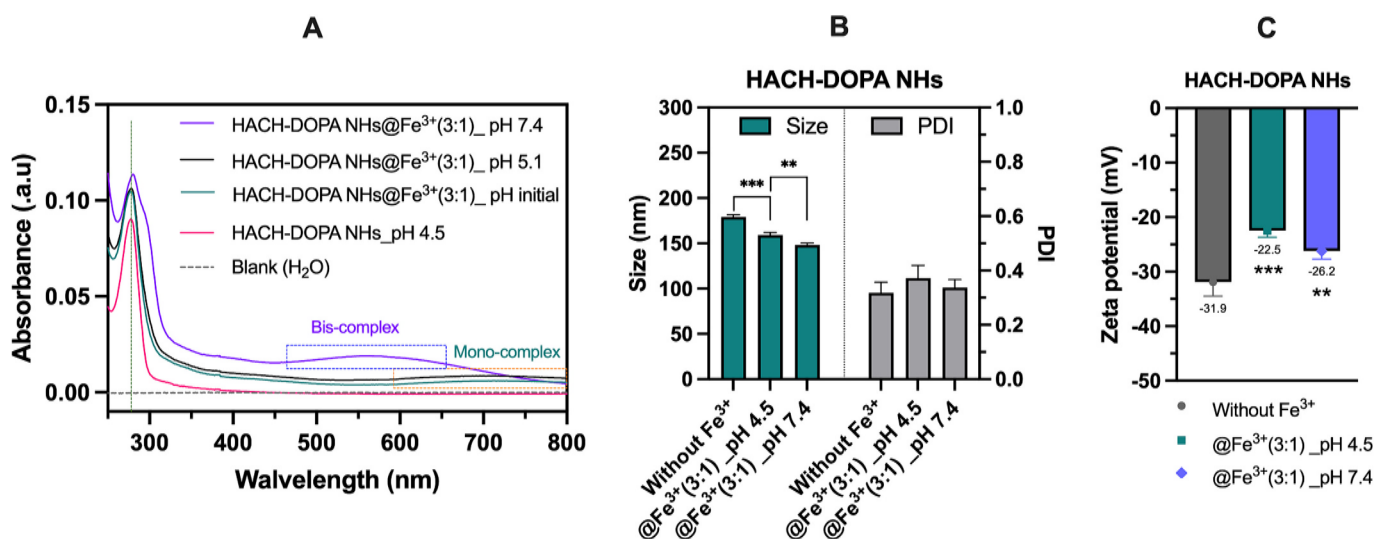 A
0.15
0.10
0.05
0.00
Absorbance (.a.u)
HACH-DOPA NHs@Fe³⁺(3:1)_ pH 7.4
HACH-DOPA NHs@Fe³⁺(3:1)_ pH 5.1
HACH-DOPA NHs@Fe³⁺(3:1)_ pH initial
HACH-DOPA NHs_pH 4.5
Blank (H₂O)
Bis-complex
Mono-complex
300 400 500 600 700 800
Wavelength (nm)
B
HACH-DOPA NHs
300
250
200
150
100
50
0
Size (nm)
Size
PDI
***
**
1.0
0.8
0.6
0.4
0.2
0.0
PDI
Without Fe³⁺
@Fe³⁺(3:1) _pH 4.5
@Fe³⁺(3:1) _pH 7.4
Without Fe³⁺
@Fe³⁺(3:1) _pH 4.5
@Fe³⁺(3:1) _pH 7.4
C
HACH-DOPA NHs
0
-10
-20
-30
-40
-50
Zeta potential (mV)
-31.9
-22.5
***
-26.2
**
Without Fe³⁺
@Fe³⁺(3:1) _pH 4.5
@Fe³⁺(3:1) _pH 7.4